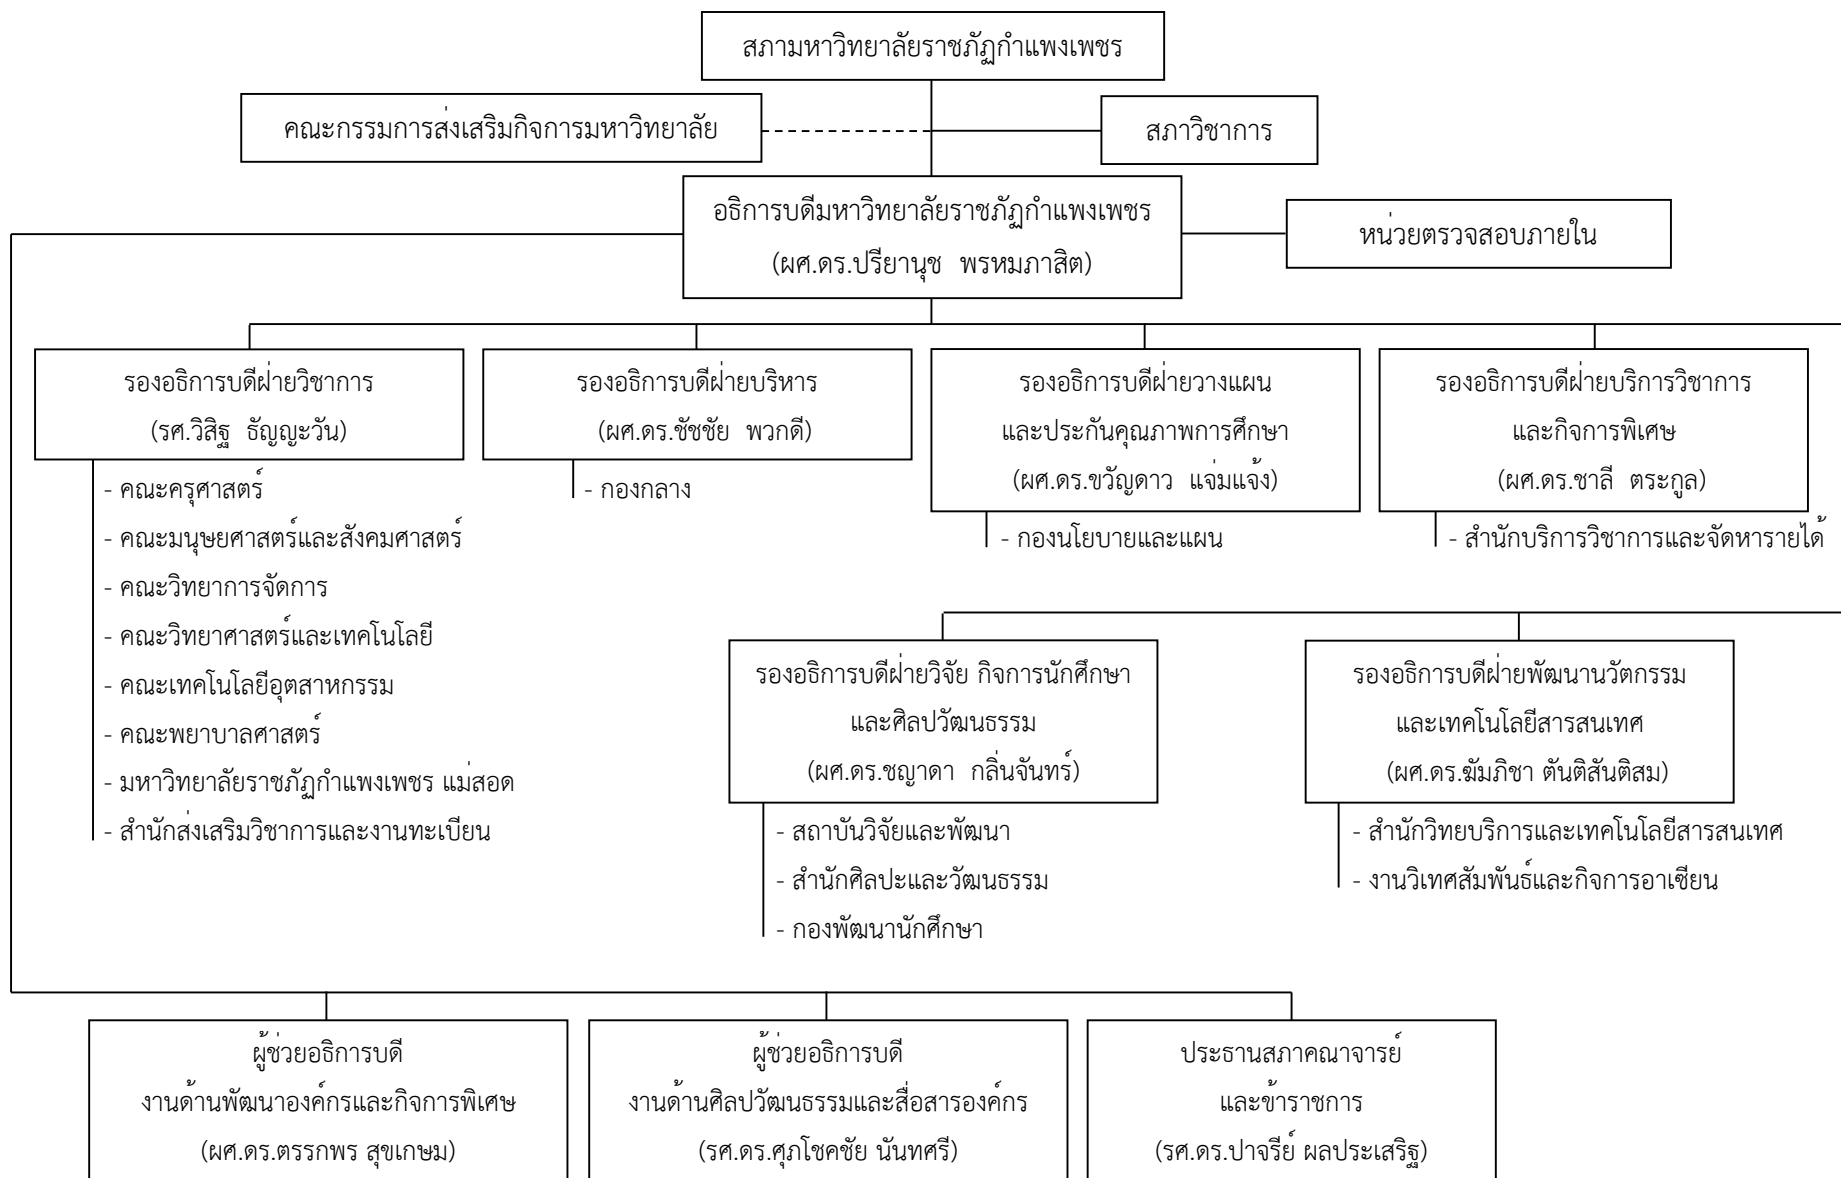 สภามหาวิทยาลัยราชภัฏกำแพงเพชร
คณะกรรมการส่งเสริมกิจการมหาวิทยาลัย
สภาวิชาการ
อธิการบดีมหาวิทยาลัยราชภัฏกำแพงเพชร
(ผศ.ดร.ปรียานุช พรหมภาสิต)
หน่วยตรวจสอบภายใน
รองอธิการบดีฝ่ายวิชาการ
(รศ.วิสิฐ ธัญญะวัน)
- คณะครุศาสตร์
- คณะมนุษยศาสตร์และสังคมศาสตร์
- คณะวิทยาการจัดการ
- คณะวิทยาศาสตร์และเทคโนโลยี
- คณะเทคโนโลยีอุตสาหกรรม
- คณะพยาบาลศาสตร์
- มหาวิทยาลัยราชภัฏกำแพงเพชร แม่สอด
- สำนักส่งเสริมวิชาการและงานทะเบียน
รองอธิการบดีฝ่ายบริหาร
(ผศ.ดร.ชัชชัย พวกดี)
- กองกลาง
รองอธิการบดีฝ่ายวางแผน
และประกันคุณภาพการศึกษา
(ผศ.ดร.ขวัญดาว แจ่มแจ้ง)
- กองนโยบายและแผน
รองอธิการบดีฝ่ายบริการวิชาการ
และกิจการพิเศษ
(ผศ.ดร.ชาลี ตระกูล)
- สำนักบริการวิชาการและจัดหารายได้
รองอธิการบดีฝ่ายวิจัย กิจการนักศึกษา
และศิลปวัฒนธรรม
(ผศ.ดร.ชญาดา กลิ่นจันทร์)
- สถาบันวิจัยและพัฒนา
- สำนักศิลปะและวัฒนธรรม
- กองพัฒนานักศึกษา
รองอธิการบดีฝ่ายพัฒนานวัตกรรม
และเทคโนโลยีสารสนเทศ
(ผศ.ดร.ฆัมภิชา ตันติสันติสม)
- สำนักวิทยบริการและเทคโนโลยีสารสนเทศ
- งานวิเทศสัมพันธ์และกิจการอาเซียน
ผู้ช่วยอธิการบดี
งานด้านพัฒนาองค์กรและกิจการพิเศษ
(ผศ.ดร.ตรรกพร สุขเกษม)
ผู้ช่วยอธิการบดี
งานด้านศิลปวัฒนธรรมและสื่อสารองค์กร
(รศ.ดร.ศุภโชคชัย นันทศรี)
ประธานสภาคณาจารย์
และข้าราชการ
(รศ.ดร.ปาจรีย์ ผลประเสริฐ)